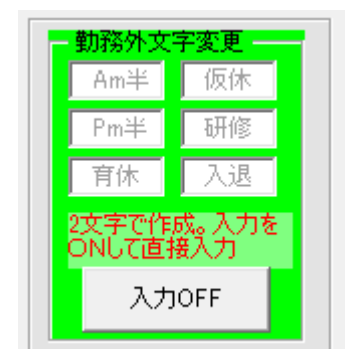 勤務外文字変更
Am半 仮休
Pm半 研修
育休 入退
2文字で作成。入力を
ONして直接入力
入力OFF